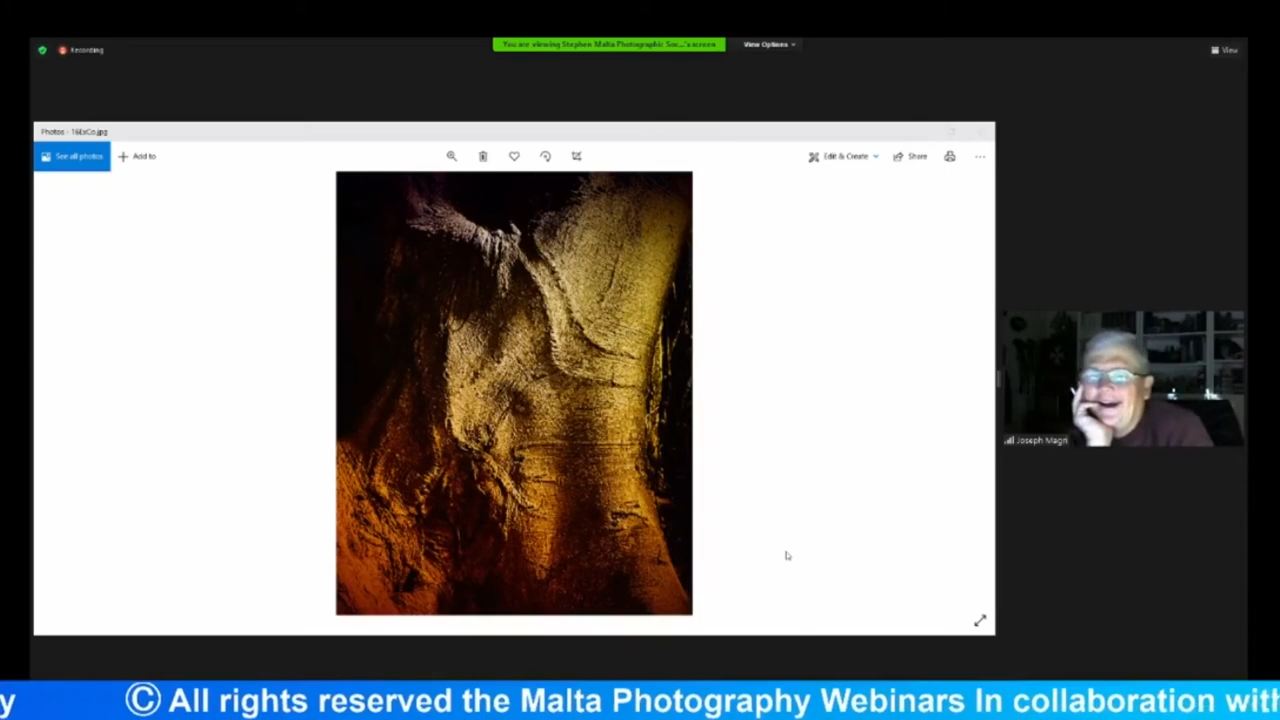 Recording
You are viewing Stephen Malta Photographic Soc...'s screen
View Options
View
Photos - 16ExCo.jpg
See all photos
Add to
Edit & Create
Share
Joseph Magri
y
© All rights reserved the Malta Photography Webinars In collaboration with